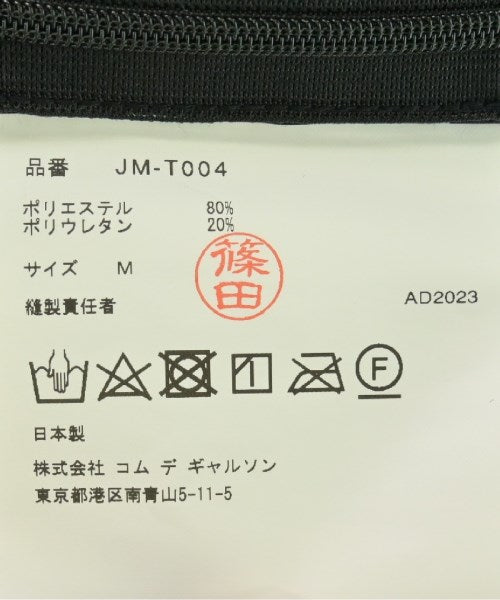 品番 JM-T004
ポリエステル 80%
ポリウレタン 20%
サイズ M
篠田
縫製責任者
AD2023
F
日本製
株式会社 コム デ ギャルソン
東京都港区南青山5-11-5